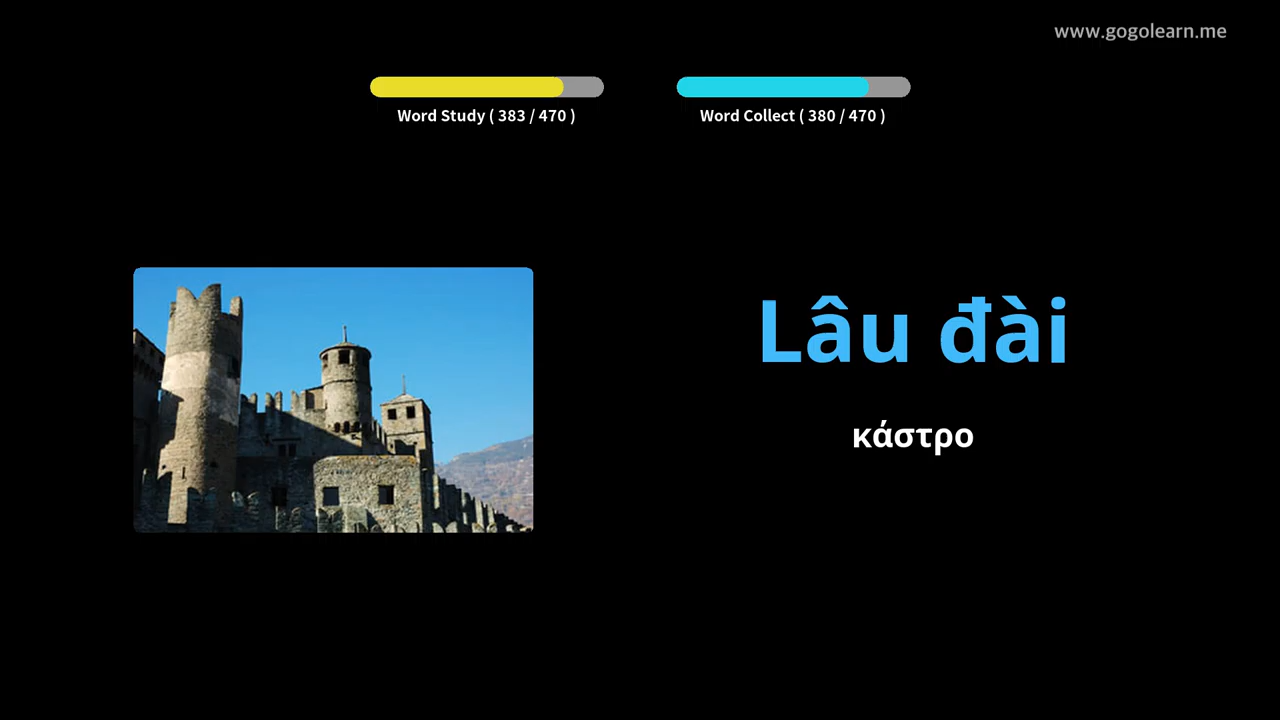 www.gogolearn.me
Word Study ( 383 / 470 )
Word Collect ( 380 / 470 )
Lâu đài
κάστρο